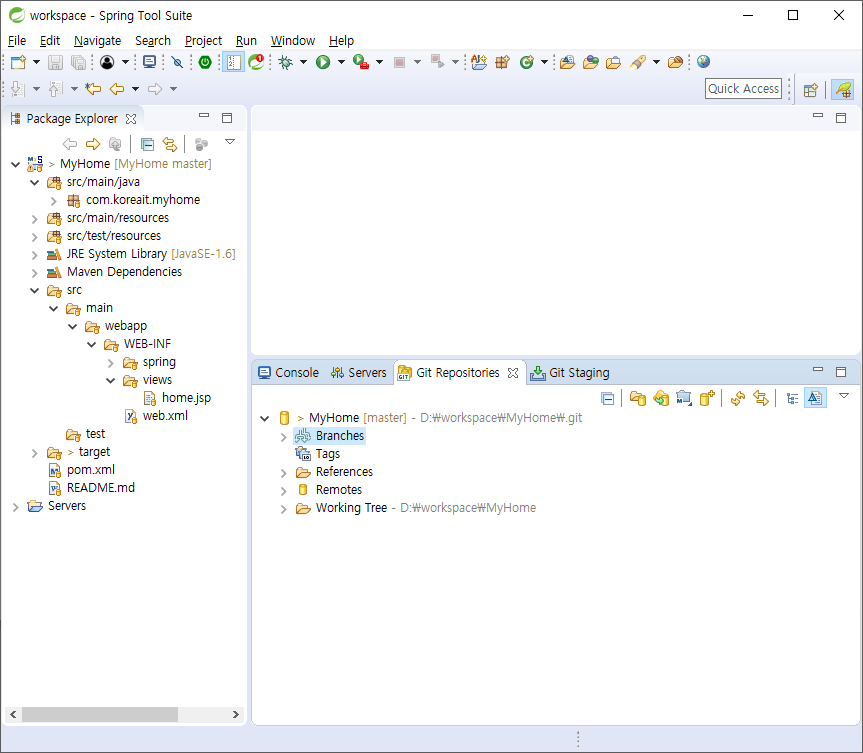 workspace - Spring Tool Suite
File Edit Navigate Search Project Run Window Help
Quick Access
Package Explorer
> MyHome [MyHome master]
src/main/java
com.koreait.myhome
src/main/resources
src/test/resources
JRE System Library [JavaSE-1.6]
Maven Dependencies
src
main
webapp
WEB-INF
spring
views
home.jsp
web.xml
test
> target
pom.xml
README.md
Servers
Console Servers Git Repositories Git Staging
> MyHome [master] - D:₩workspace₩MyHome₩.git
Branches
Tags
References
Remotes
Working Tree - D:₩workspace₩MyHome